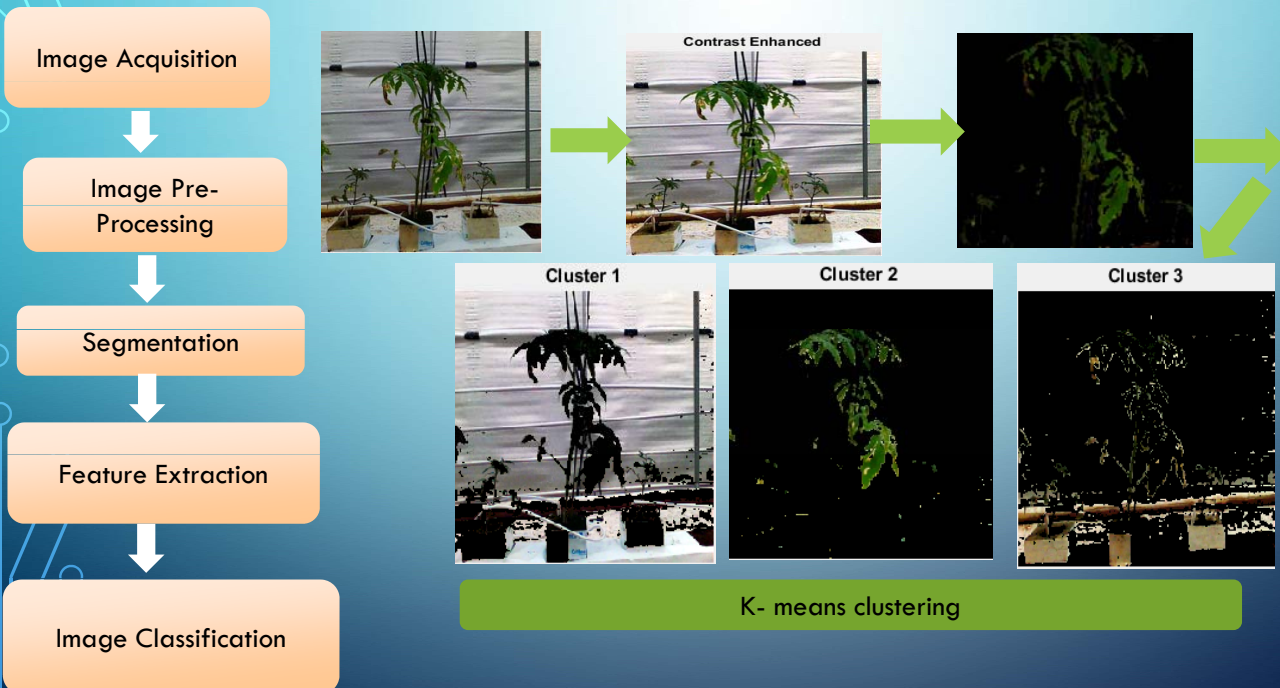 Image Acquisition
Image Pre-
Processing
Segmentation
Feature Extraction
Image Classification
Contrast Enhanced
Cluster 1
Cluster 2
Cluster 3
K- means clustering